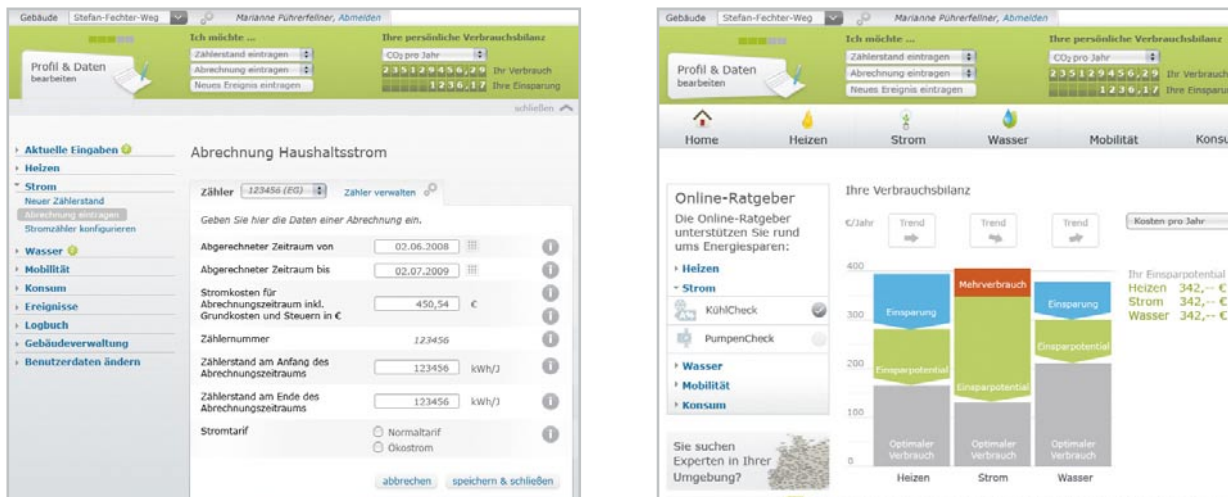 Gebäude Stefan-Fechter-Weg Marianne Pührerfellner, Abmelden
Profil & Daten
bearbeiten
Ich möchte ...
Zählerstand eintragen
Abrechnung eintragen
Neues Ereignis eintragen
Ihre persönliche Verbrauchsbilanz
CO₂ pro Jahr
235129456,29 Ihr Verbrauch
1236,17 Ihre Einsparung
schließen
Aktuelle Eingaben
Heizen
Strom
Neuer Zählerstand
Abrechnung eintragen
Stromzähler konfigurieren
Wasser
Mobilität
Konsum
Ereignisse
Logbuch
Gebäudeverwaltung
Benutzerdaten ändern
Abrechnung Haushaltsstrom
Zähler 123456 (EG) Zähler verwalten
Geben Sie hier die Daten einer Abrechnung ein.
Abgerechneter Zeitraum von 02.06.2008
Abgerechneter Zeitraum bis 02.07.2009
Stromkosten für
Abrechnungszeitraum inkl. 450,54 €
Grundkosten und Steuern in €
Zählernummer 123456
Zählerstand am Anfang des
Abrechnungszeitraums 123456 kWh/J
Zählerstand am Ende des
Abrechnungszeitraums 123456 kWh/J
Stromtarif Normaltarif
Ökostrom
abbrechen speichern & schließen
Gebäude Stefan-Fechter-Weg Marianne Pührerfellner, Abmelden
Profil & Daten
bearbeiten
Ich möchte ...
Zählerstand eintragen
Abrechnung eintragen
Neues Ereignis eintragen
Ihre persönliche Verbrauchsbilanz
CO₂ pro Jahr
235129456,29 Ihr Verbrauch
1236,17 Ihre Einsparun
Home Heizen Strom Wasser Mobilität Konsu
Online-Ratgeber
Die Online-Ratgeber
unterstützen Sie rund
ums Energiesparen:
Heizen
Strom
KühlCheck
PumpenCheck
Wasser
Mobilität
Konsum
Sie suchen
Experten in Ihrer
Umgebung?
Ihre Verbrauchsbilanz
€/Jahr Trend Trend Trend Kosten pro Jahr
400
300
200
100
0
Einsparung
Einsparpotential
Optimaler
Verbrauch
Heizen
Mehrverbrauch
Einsparpotential
Optimaler
Verbrauch
Strom
Einsparung
Einsparpotential
Optimaler
Verbrauch
Wasser
Ihr Einsparpotential
Heizen 342,-- €
Strom 342,-- €
Wasser 342,-- €